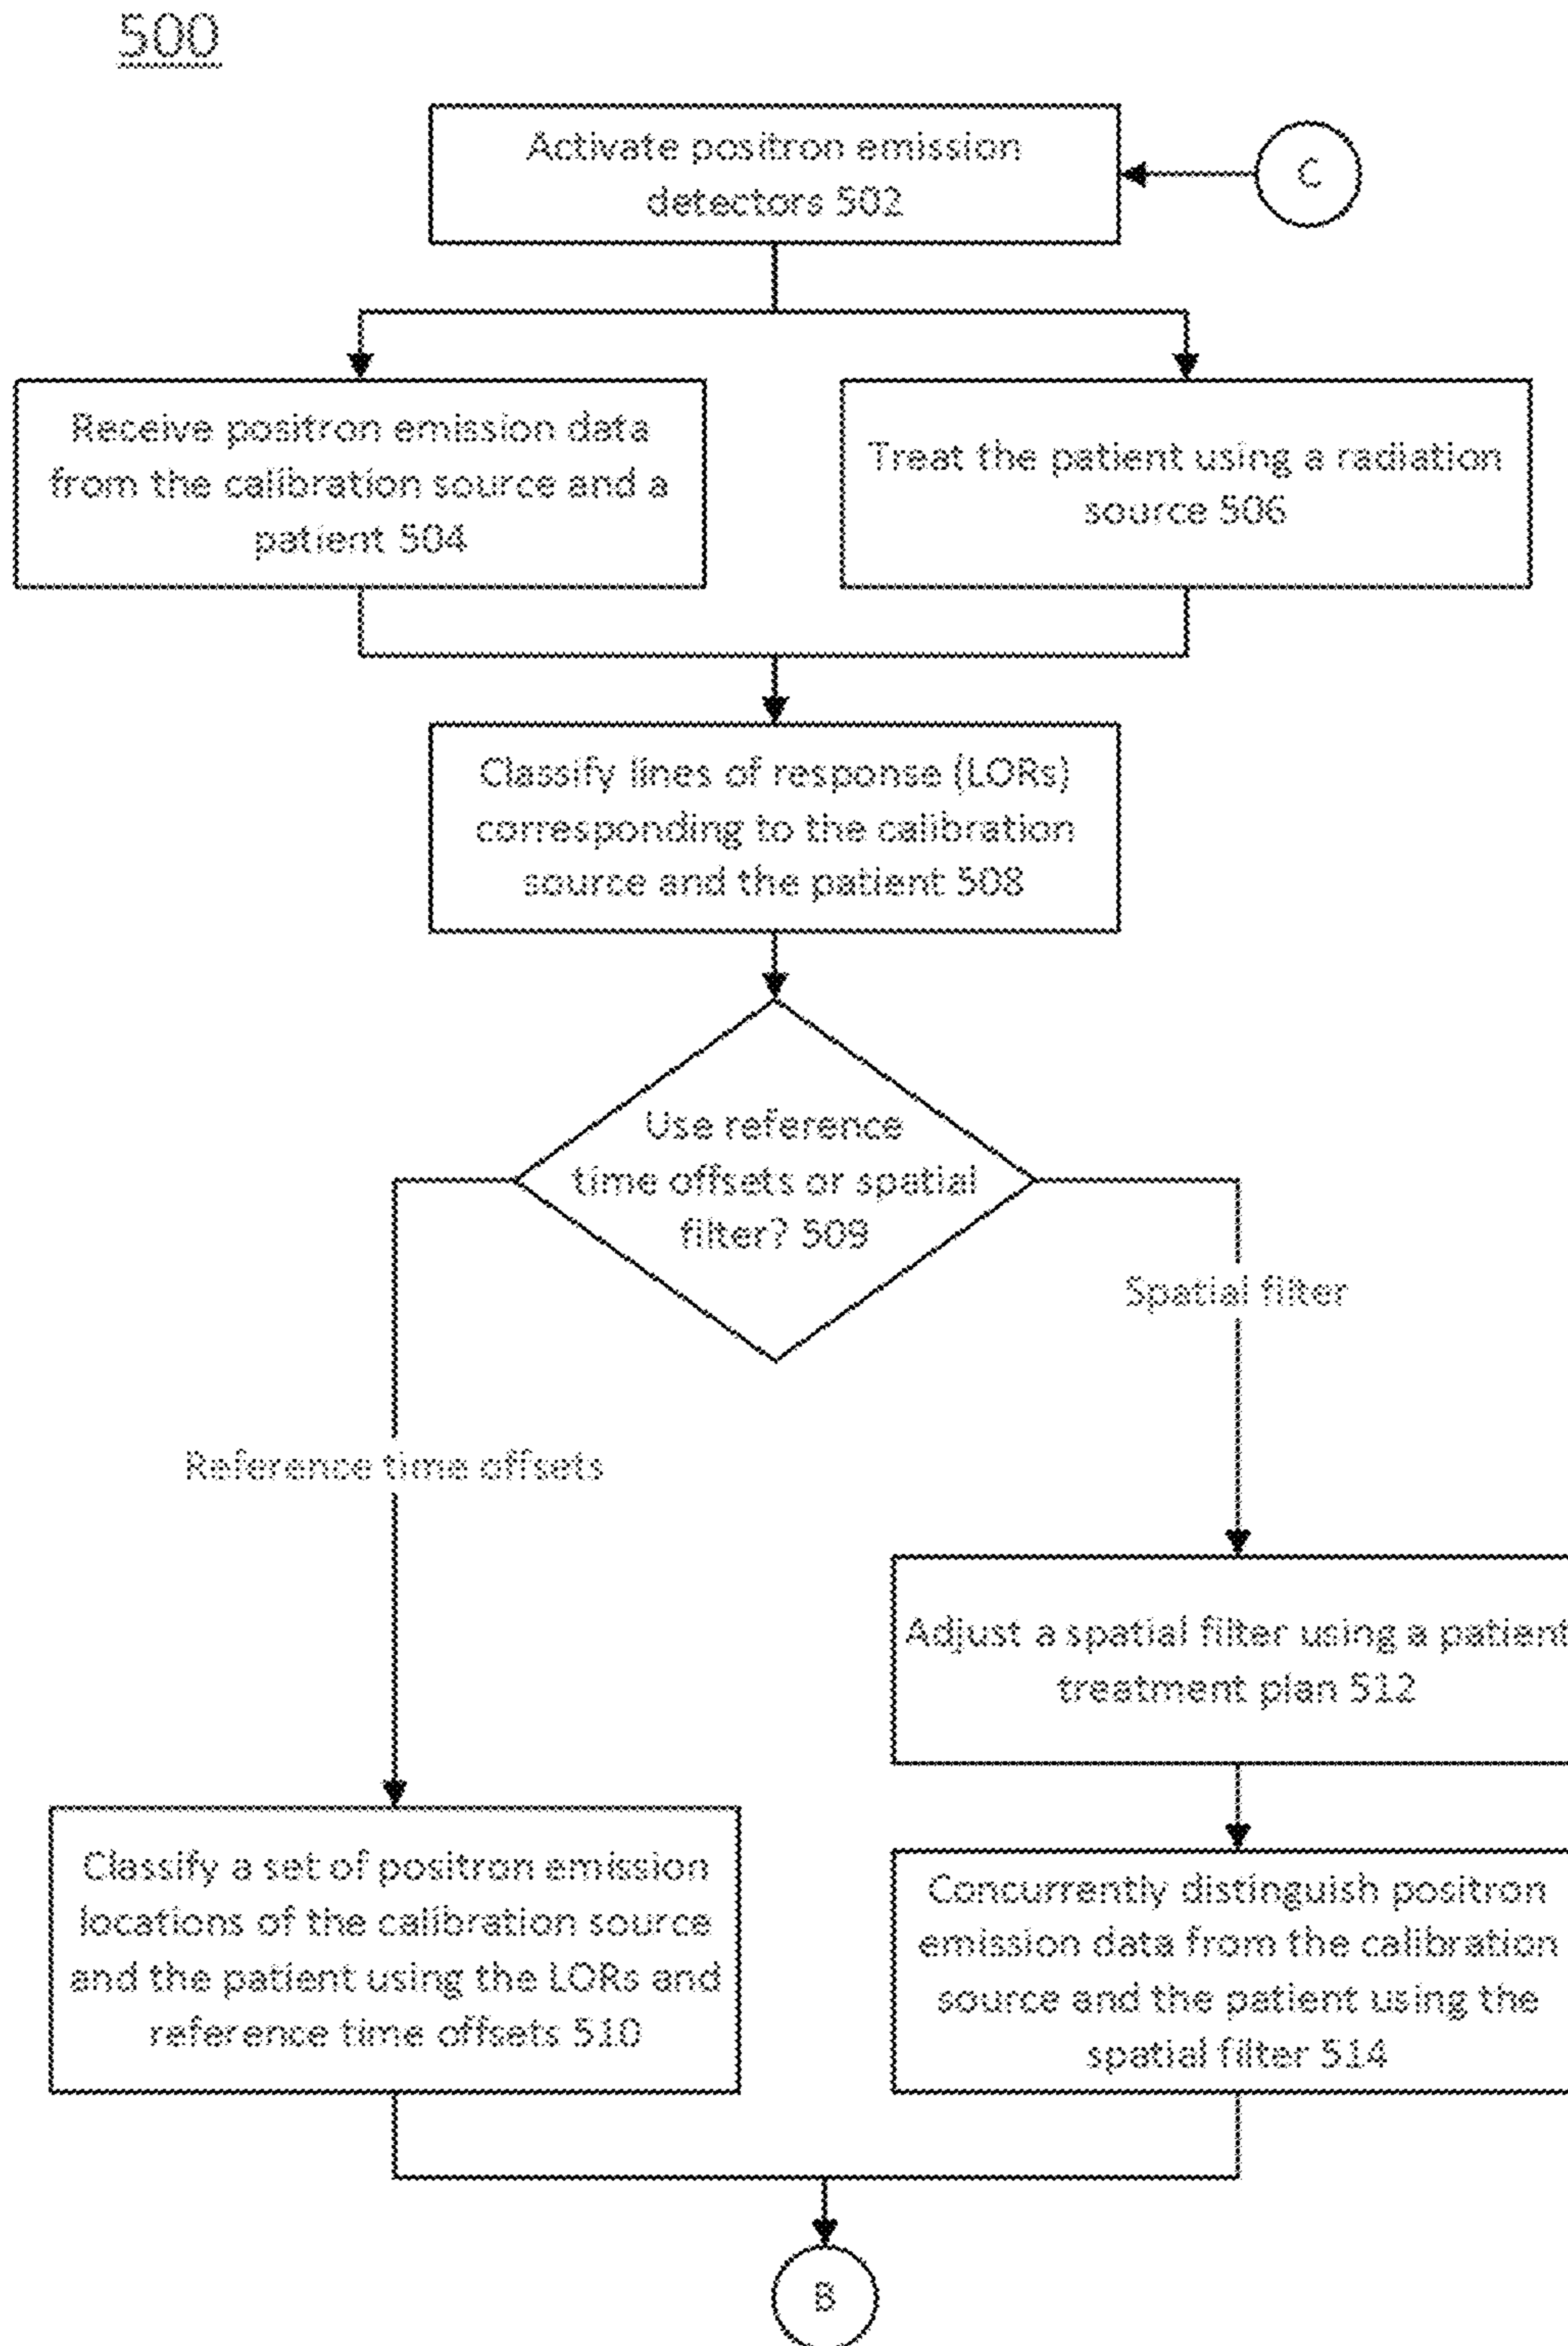 500
Activate positron emission
detectors 502
C
Receive positron emission data
from the calibration source and a
patient 504
Treat the patient using a radiation
source 506
Classify lines of response (LORs)
corresponding to the calibration
source and the patient 508
Use reference
time offsets or spatial
filter? 509
Spatial filter
Reference time offsets
Adjust a spatial filter using a patient
treatment plan 512
Classify a set of positron emission
locations of the calibration source
and the patient using the LORs and
reference time offsets 510
Concurrently distinguish positron
emission data from the calibration
source and the patient using the
spatial filter 514
B